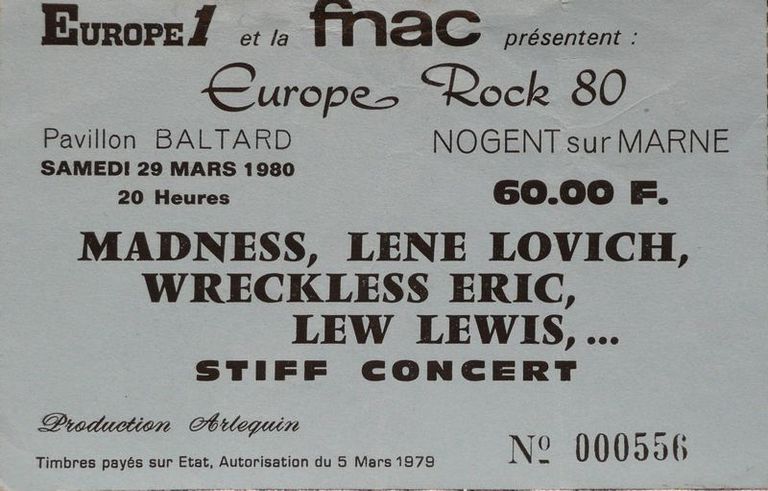 EUROPE 1 et la fnac présentent :
Europe Rock 80
Pavillon BALTARD NOGENT sur MARNE
SAMEDI 29 MARS 1980
20 Heures 60.00 F.
MADNESS, LENE LOVICH,
WRECKLESS ERIC,
LEW LEWIS, ...
STIFF CONCERT
Production Arlequin
Timbres payés sur Etat, Autorisation du 5 Mars 1979 Nº 000556